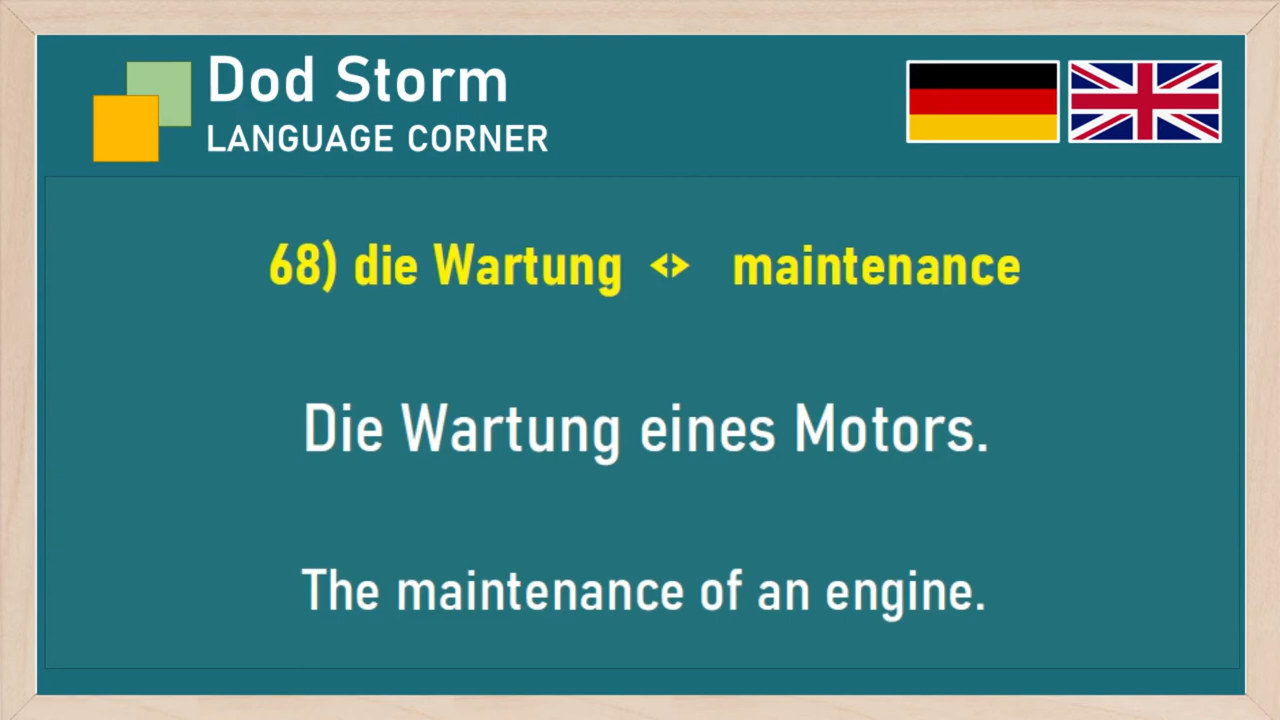 Dod Storm
LANGUAGE CORNER
68) die Wartung <> maintenance
Die Wartung eines Motors.
The maintenance of an engine.